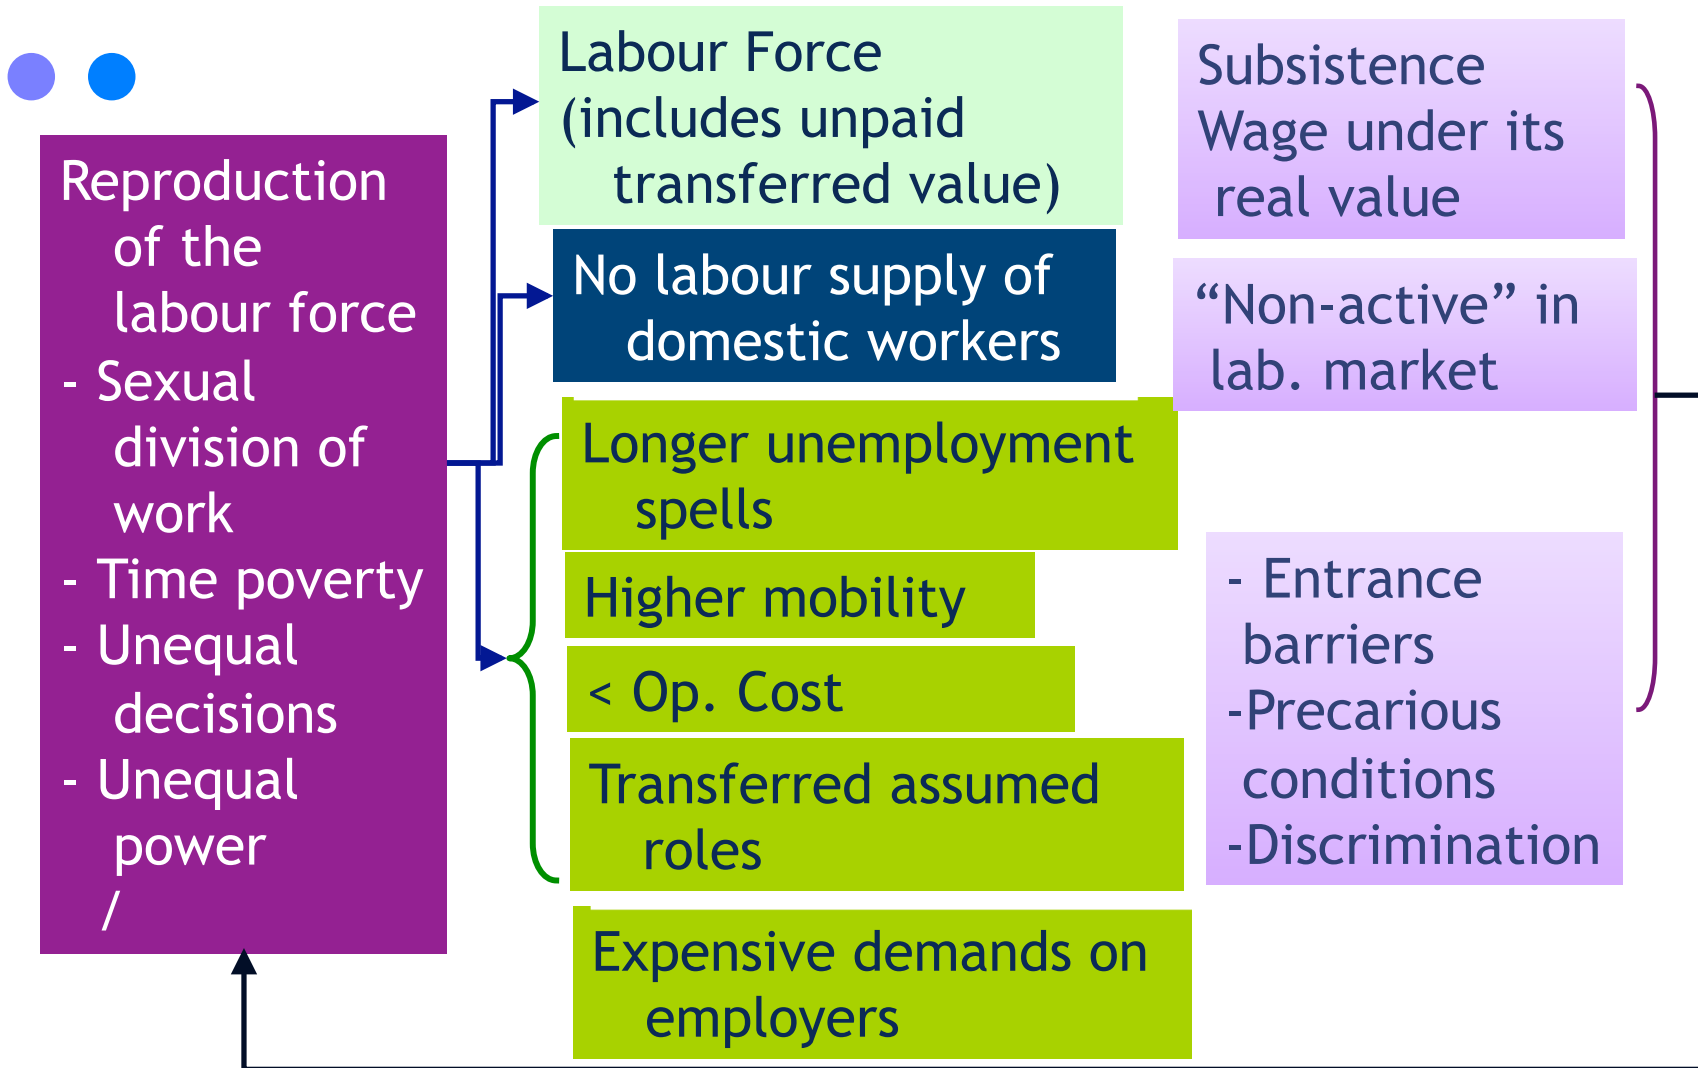 Reproduction
of the
labour force
- Sexual
division of
work
- Time poverty
- Unequal
decisions
- Unequal
power
/
Labour Force
(includes unpaid
transferred value)
No labour supply of
domestic workers
Longer unemployment
spells
Higher mobility
< Op. Cost
Transferred assumed
roles
Expensive demands on
employers
Subsistence
Wage under its
real value
“Non-active” in
lab. market
- Entrance
barriers
-Precarious
conditions
-Discrimination